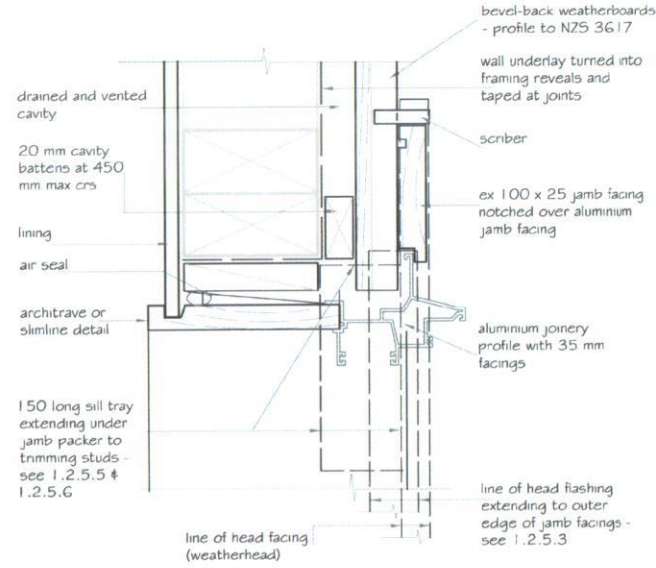 bevel-back weatherboards
- profile to NZS 3617
wall underlay turned into
framing reveals and
taped at joints
scriber
ex 100 x 25 jamb facing
notched over aluminium
jamb facing
aluminium joinery
profile with 35 mm
facings
line of head flashing
extending to outer
edge of jamb facings -
see 1.2.5.3
drained and vented
cavity
20 mm cavity
battens at 450
mm max crs
lining
air seal
architrave or
slimline detail
150 long sill tray
extending under
jamb packer to
trimming studs -
see 1.2.5.5 &
1.2.5.6
line of head facing
(weatherhead)